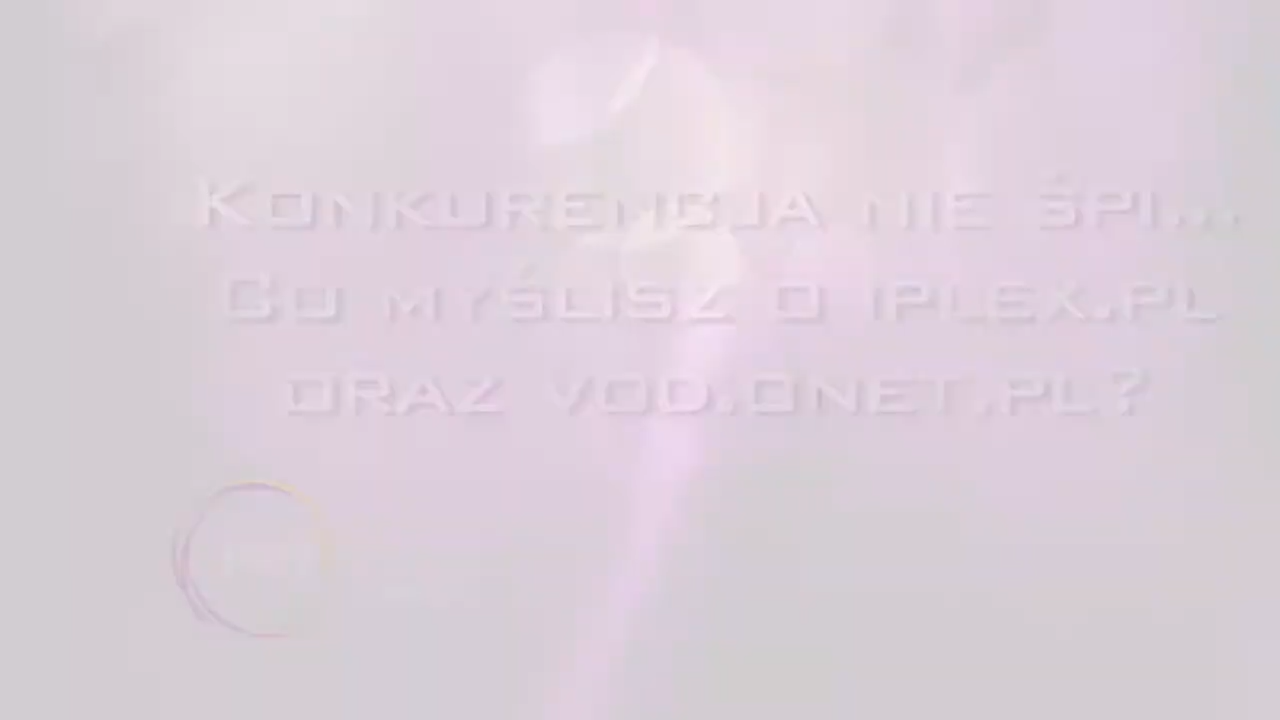 Konkurencja nie śpi...
Co myślisz o iplex.pl
oraz vod.onet.pl?